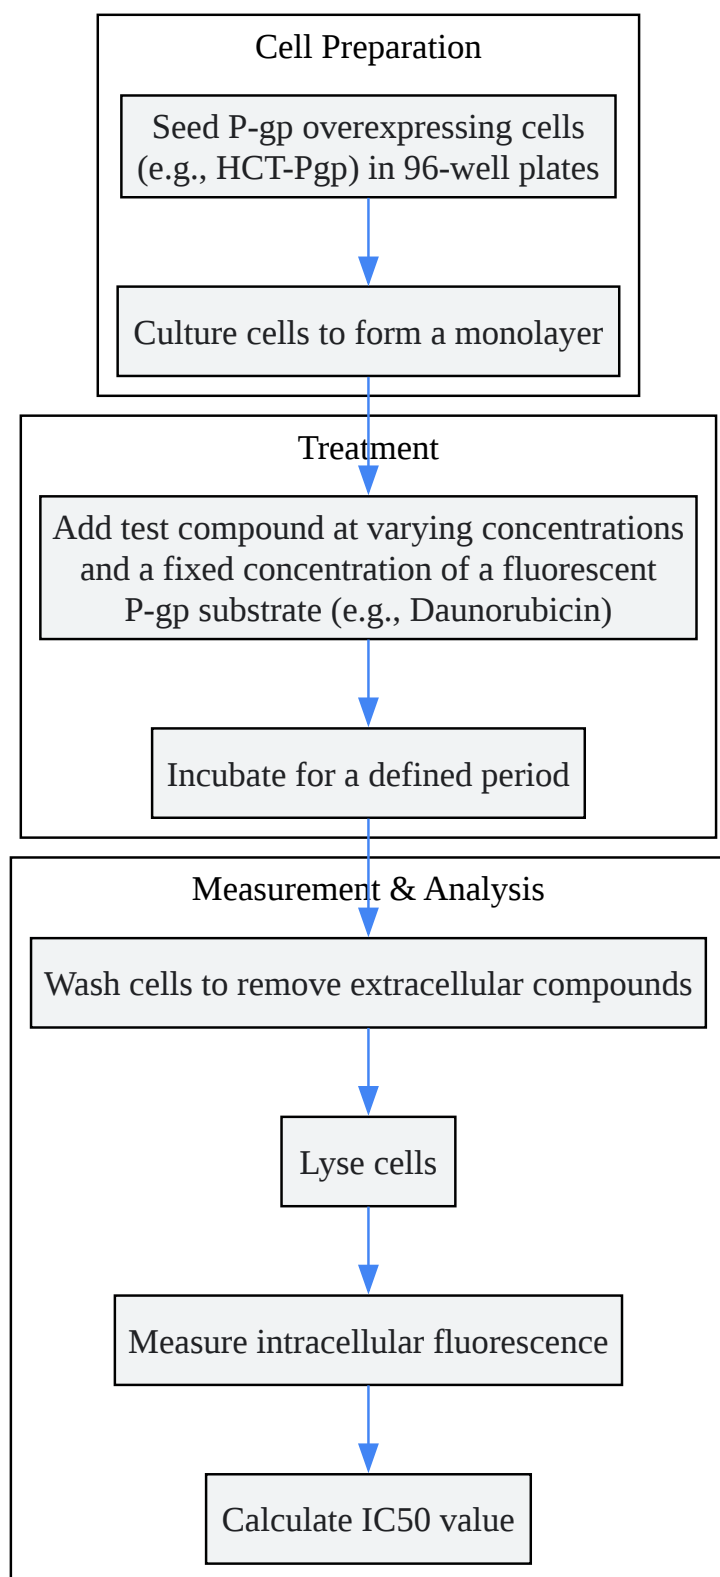 Cell Preparation
Seed P-gp overexpressing cells
(e.g., HCT-Pgp) in 96-well plates
Culture cells to form a monolayer
Treatment
Add test compound at varying concentrations
and a fixed concentration of a fluorescent
P-gp substrate (e.g., Daunorubicin)
Incubate for a defined period
Measurement & Analysis
Wash cells to remove extracellular compounds
Lyse cells
Measure intracellular fluorescence
Calculate IC50 value